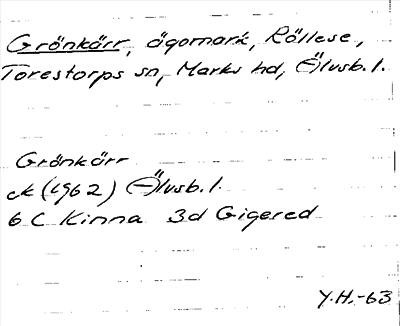 Grönkärr, ägomark, Röllese,
Torestorps sn, Marks hd, Älvsb. l.
Grönkärr
ek (1962) Älvsb. l.
6 C Kinna 3d Gigered
Y.H.-63